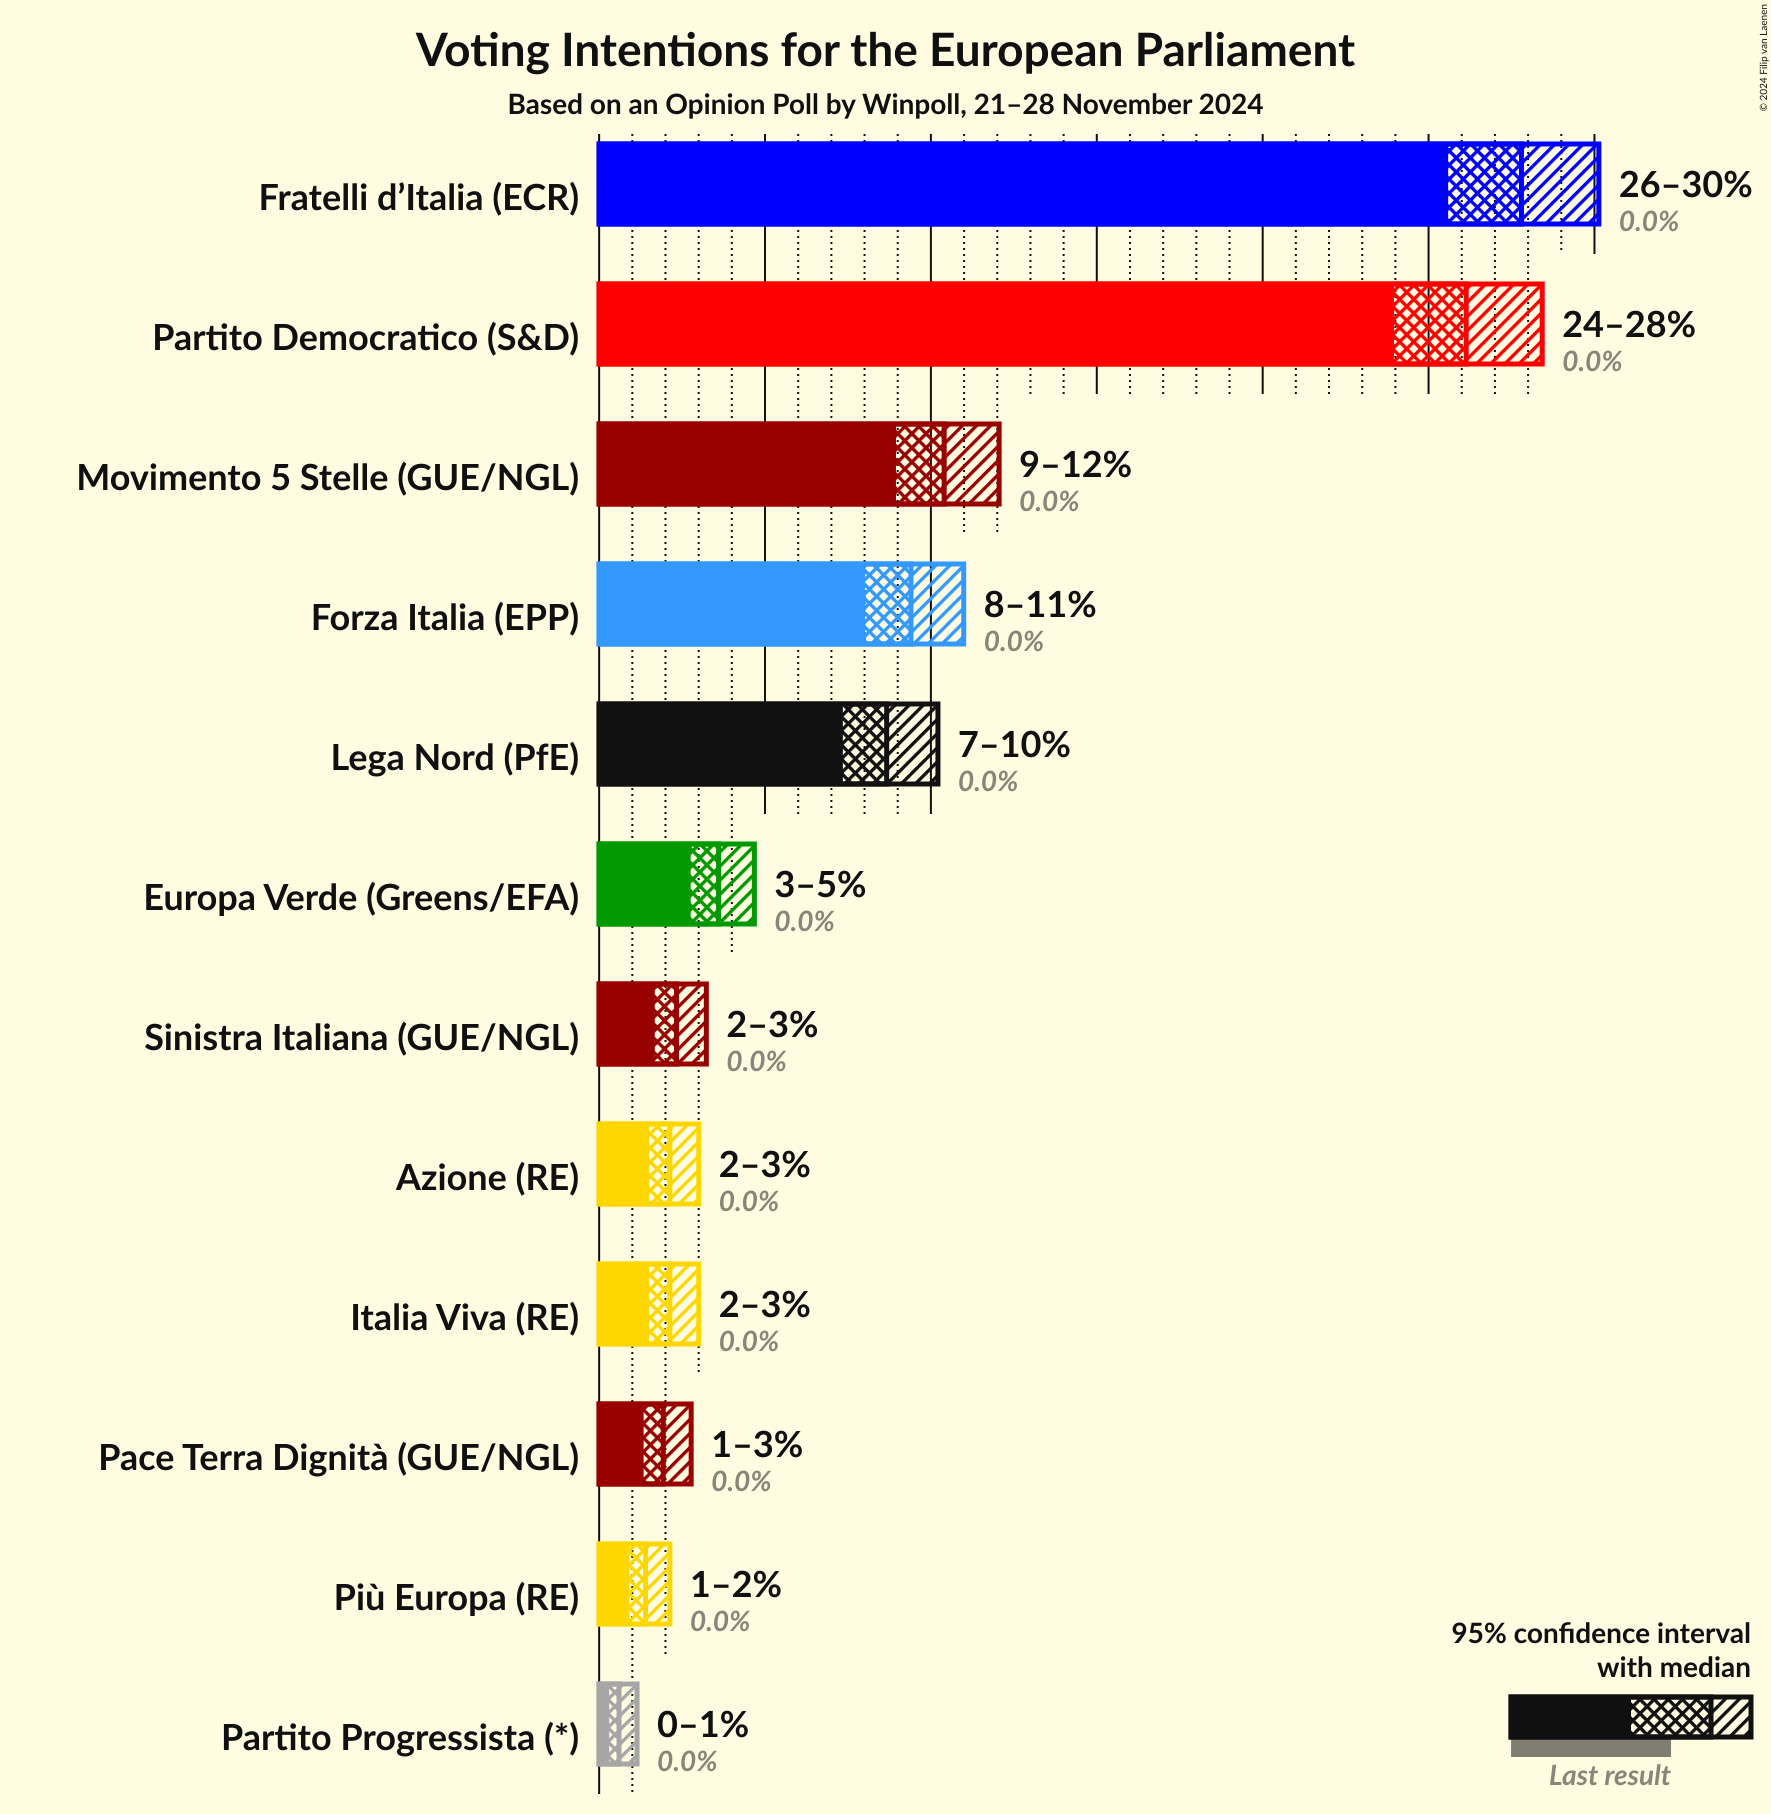 Voting Intentions for the European Parliament
Based on an Opinion Poll by Winpoll, 21–28 November 2024
© 2024 Filip van Laenen
Fratelli d’Italia (ECR)
26–30%
0.0%
Partito Democratico (S&D)
24–28%
0.0%
Movimento 5 Stelle (GUE/NGL)
9–12%
0.0%
Forza Italia (EPP)
8–11%
0.0%
Lega Nord (PfE)
7–10%
0.0%
Europa Verde (Greens/EFA)
3–5%
0.0%
Sinistra Italiana (GUE/NGL)
2–3%
0.0%
Azione (RE)
2–3%
0.0%
Italia Viva (RE)
2–3%
0.0%
Pace Terra Dignità (GUE/NGL)
1–3%
0.0%
Più Europa (RE)
1–2%
0.0%
Partito Progressista (*)
0–1%
0.0%
95% confidence interval
with median
Last result